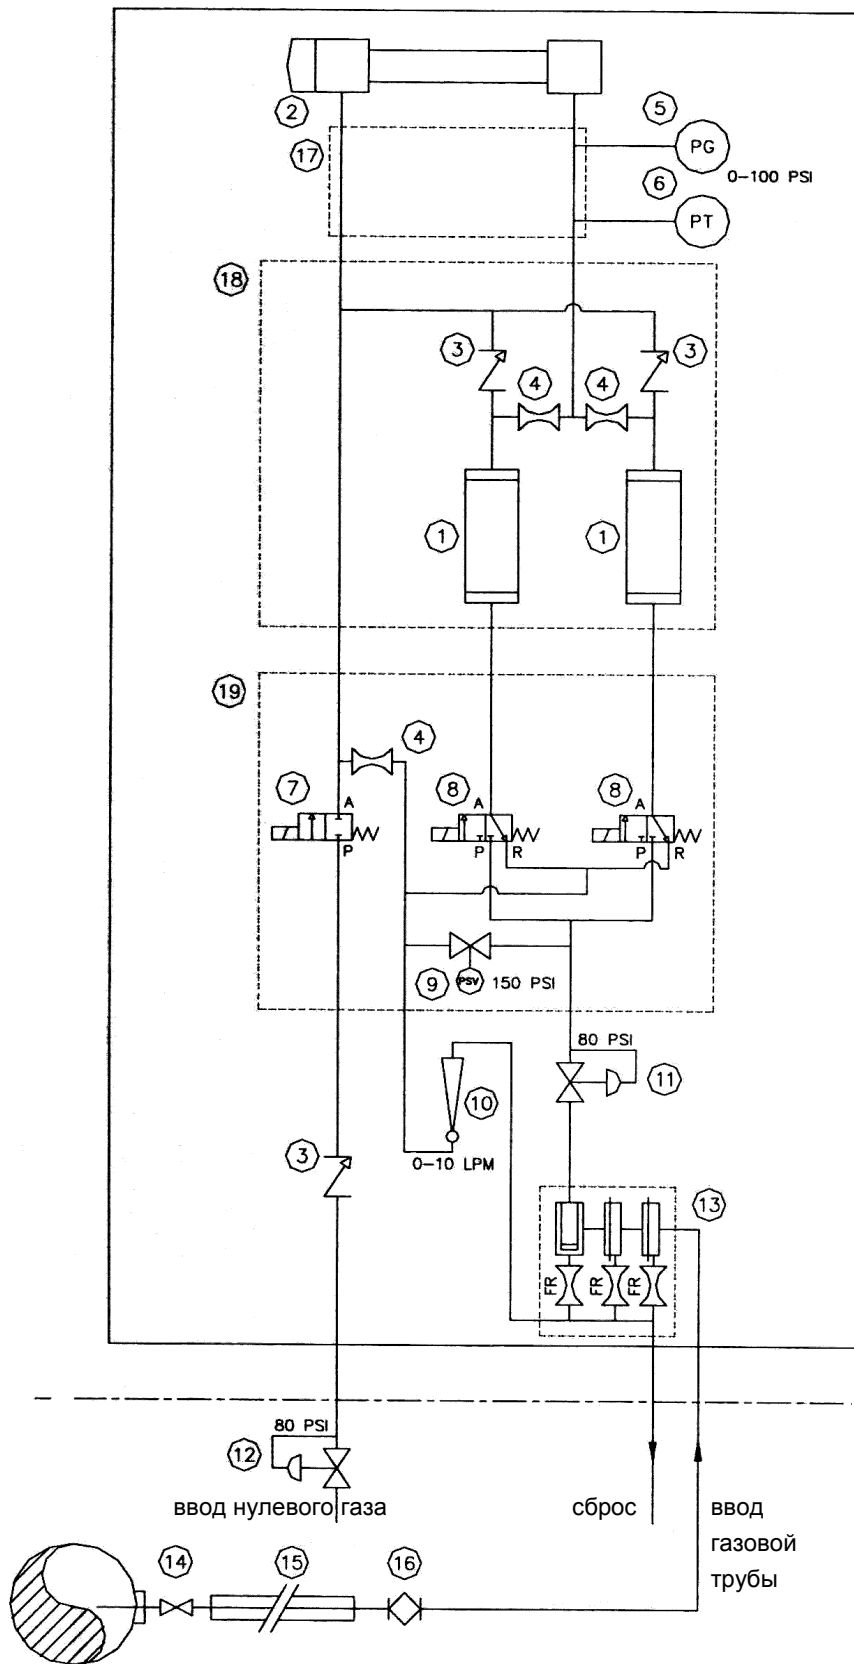 2
5
PG
17
0-100 PSI
6
PT
18
3
3
4
4
1
1
19
4
7
8
8
A
A
A
P
P
R
P
R
9
PSV
150 PSI
80 PSI
11
10
3
0-10 LPM
13
FR
FR
FR
80 PSI
12
ввод нулевого газа
сброс
ввод
газовой
трубы
14
15
16